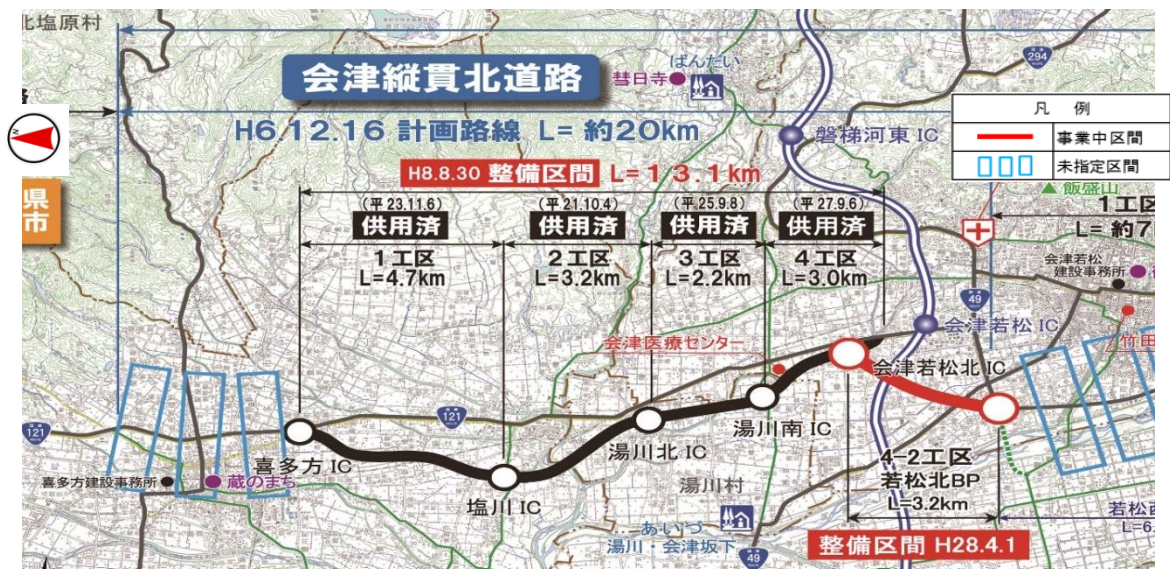 北塩原村
会津縦貫北道路
H6.12.16 計画路線 L= 約20km
H8.8.30 整備区間 L=13.1km
ばんだい
彗日寺
磐梯河東 IC
294
凡 例
事業中区間
未指定区間
飯盛山
1工区
L= 約7
N
県
市
(平 23.11.6)
供用済
1工区
L=4.7km
(平 21.10.4)
供用済
2工区
L=3.2km
(平 25.9.8)
供用済
3工区
L=2.2km
(平 27.9.6)
供用済
4工区
L=3.0km
会津若松
建設事務所
49
会津若松 IC
竹田
会津医療センター
会津若松北 IC
121
121
喜多方 IC
喜多方建設事務所
蔵のまち
塩川 IC
湯川北 IC
湯川南 IC
湯川村
4-2工区
若松北BP
L=3.2km
あいづ
湯川・会津坂下
49
整備区間 H28.4.1
若松西
L=6.